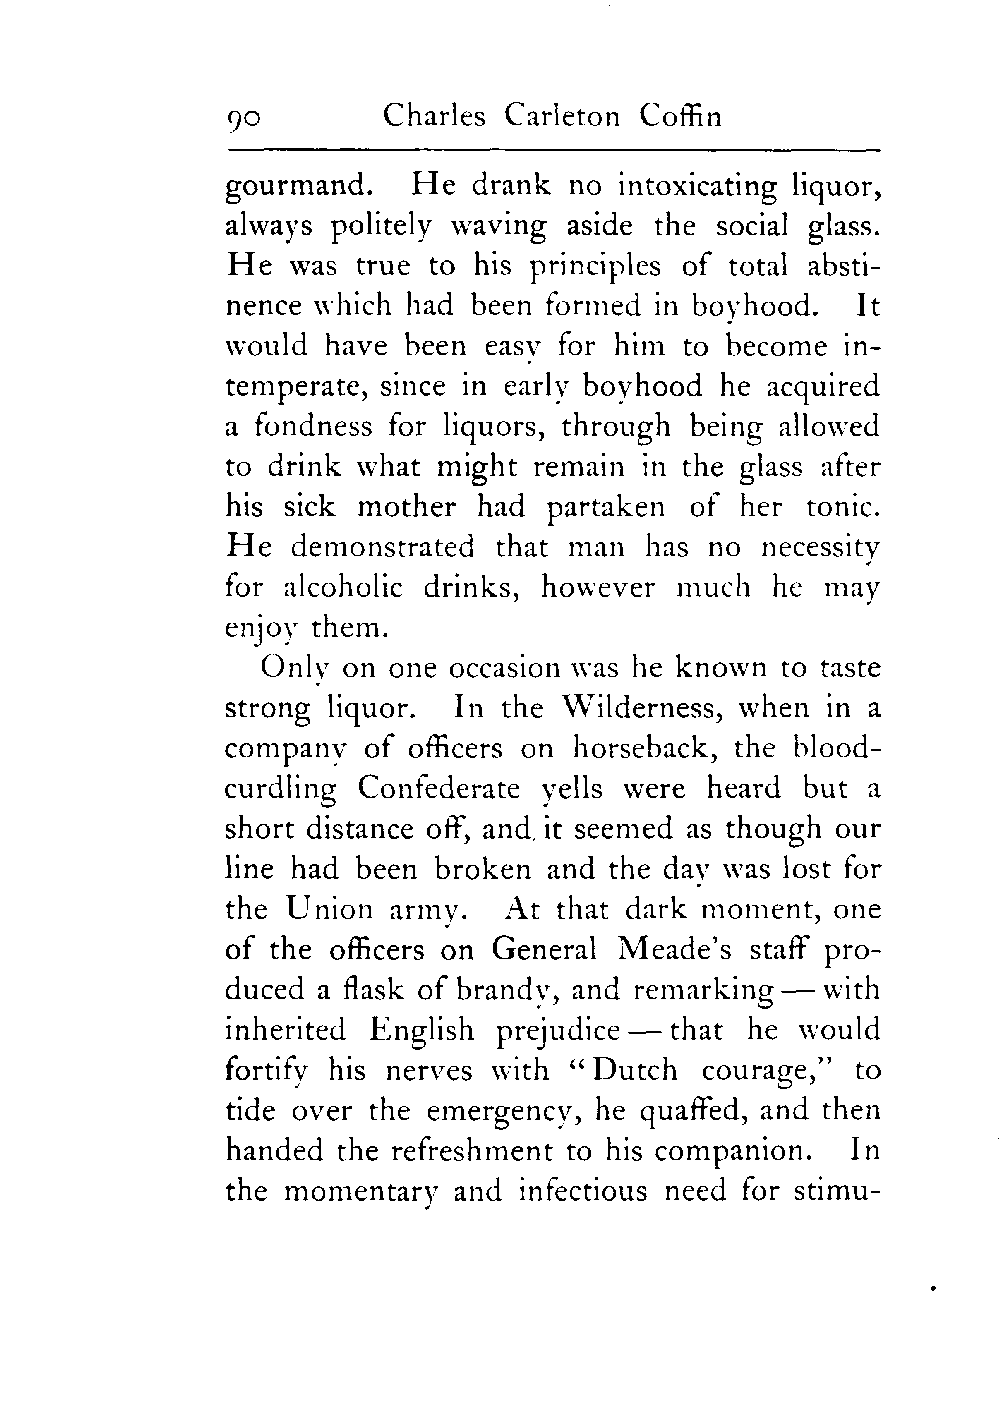 90 Charles Carleton Coffin
gourmand. He drank no intoxicating liquor,
always politely waving aside the social glass.
He was true to his principles of total absti-
nence which had been formed in boyhood. It
would have been easy for him to become in-
temperate, since in early boyhood he acquired
a fondness for liquors, through being allowed
to drink what might remain in the glass after
his sick mother had partaken of her tonic.
He demonstrated that man has no necessity
for alcoholic drinks, however much he may
enjoy them.
Only on one occasion was he known to taste
strong liquor. In the Wilderness, when in a
company of officers on horseback, the blood-
curdling Confederate yells were heard but a
short distance off, and it seemed as though our
line had been broken and the day was lost for
the Union army. At that dark moment, one
of the officers on General Meade's staff pro-
duced a flask of brandy, and remarking — with
inherited English prejudice — that he would
fortify his nerves with "Dutch courage," to
tide over the emergency, he quaffed, and then
handed the refreshment to his companion. In
the momentary and infectious need for stimu-